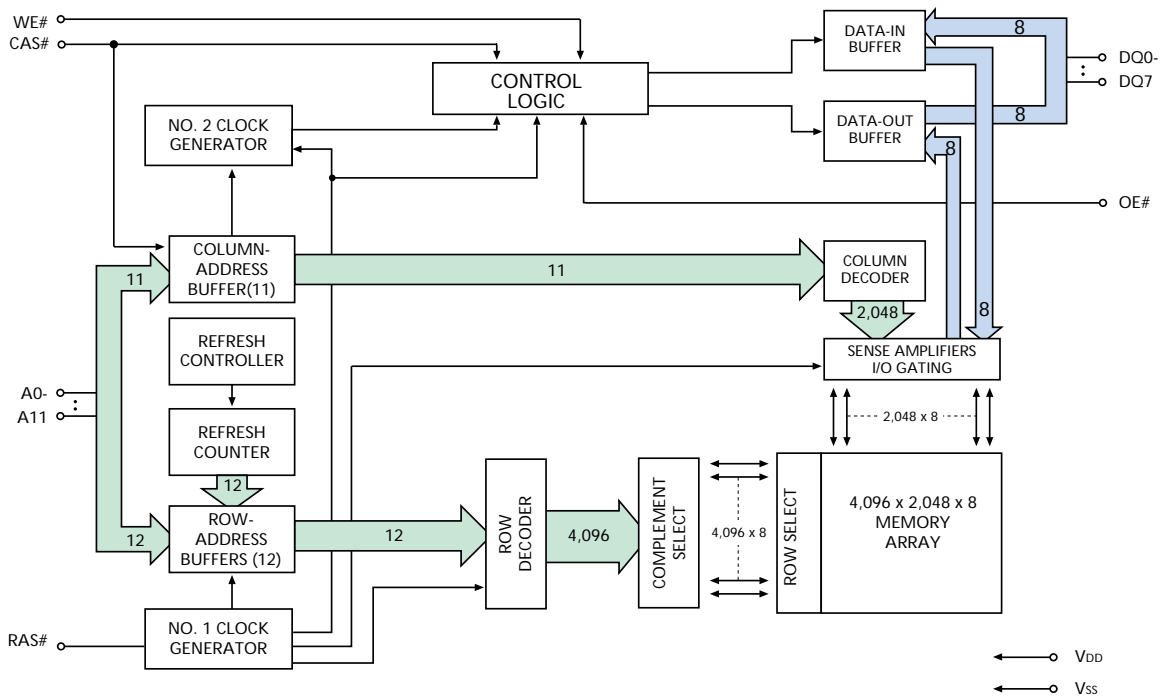 WE#
CAS#
CONTROL
LOGIC
DATA-IN
BUFFER
8
DQ0-
:
DQ7
DATA-OUT
BUFFER
8
8
NO. 2 CLOCK
GENERATOR
OE#
COLUMN-
ADDRESS
BUFFER(11)
11
11
COLUMN
DECODER
2,048
8
REFRESH
CONTROLLER
SENSE AMPLIFIERS
I/O GATING
A0-
:
A11
REFRESH
COUNTER
2,048 x 8
12
ROW-
ADDRESS
BUFFERS (12)
12
12
ROW
DECODER
4,096
COMPLEMENT
SELECT
4,096 x 8
ROW SELECT
4,096 x 2,048 x 8
MEMORY
ARRAY
RAS#
NO. 1 CLOCK
GENERATOR
VDD
VSS